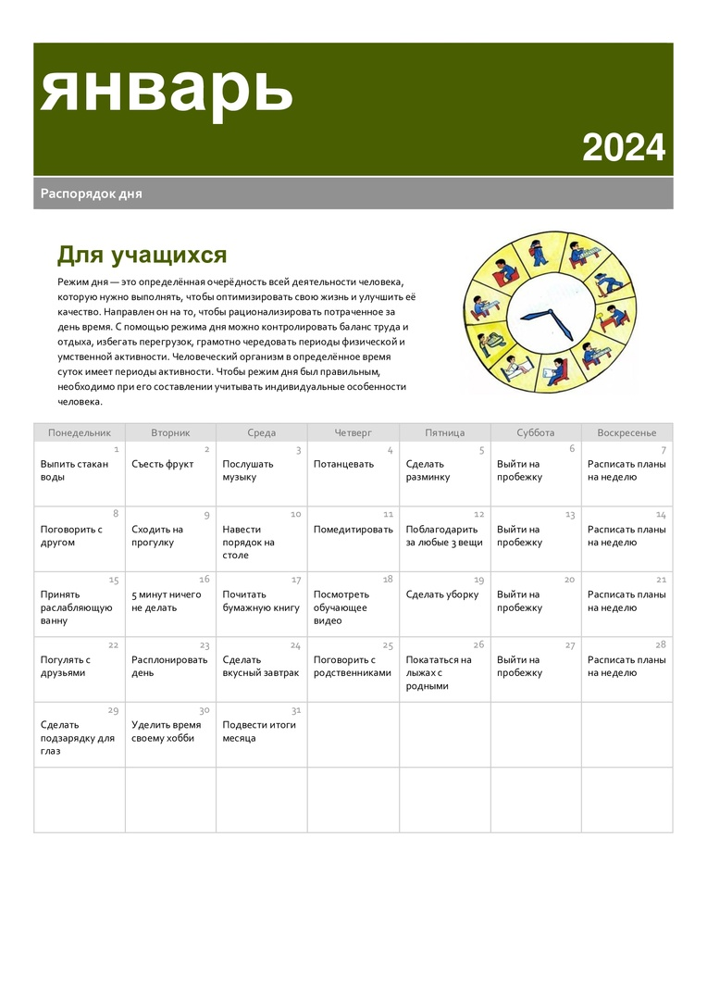 январь
2024
Распорядок дня
Для учащихся
Режим дня — это определённая очерёдность всей деятельности человека,
которую нужно выполнять, чтобы оптимизировать свою жизнь и улучшить её
качество. Направлен он на то, чтобы рационализировать потраченное за
день время. С помощью режима дня можно контролировать баланс труда и
отдыха, избегать перегрузок, грамотно чередовать периоды физической и
умственной активности. Человеческий организм в определённое время
суток имеет периоды активности. Чтобы режим дня был правильным,
необходимо при его составлении учитывать индивидуальные особенности
человека.
Понедельник Вторник Среда Четверг Пятница Суббота Воскресенье
1 2 3 4 5 6 7
Выпить стакан Съесть фрукт Послушать Потанцевать Сделать Выйти на Расписать планы
воды музыку разминку пробежку на неделю
8 9 10 11 12 13 14
Поговорить с Сходить на Навести Помедитировать Поблагодарить Выйти на Расписать планы
другом прогулку порядок на за любые 3 вещи пробежку на неделю
столе
15 16 17 18 19 20 21
Принять 5 минут ничего Почитать Посмотреть Сделать уборку Выйти на Расписать планы
раслабляющую не делать бумажную книгу обучающее пробежку на неделю
ванну видео
22 23 24 25 26 27 28
Погулять с Расплонировать Сделать Поговорить с Покататься на Выйти на Расписать планы
друзьями день вкусный завтрак родственниками лыжах с пробежку на неделю
родными
29 30 31
Сделать Уделить время Подвести итоги
подзарядку для своему хобби месяца
глаз